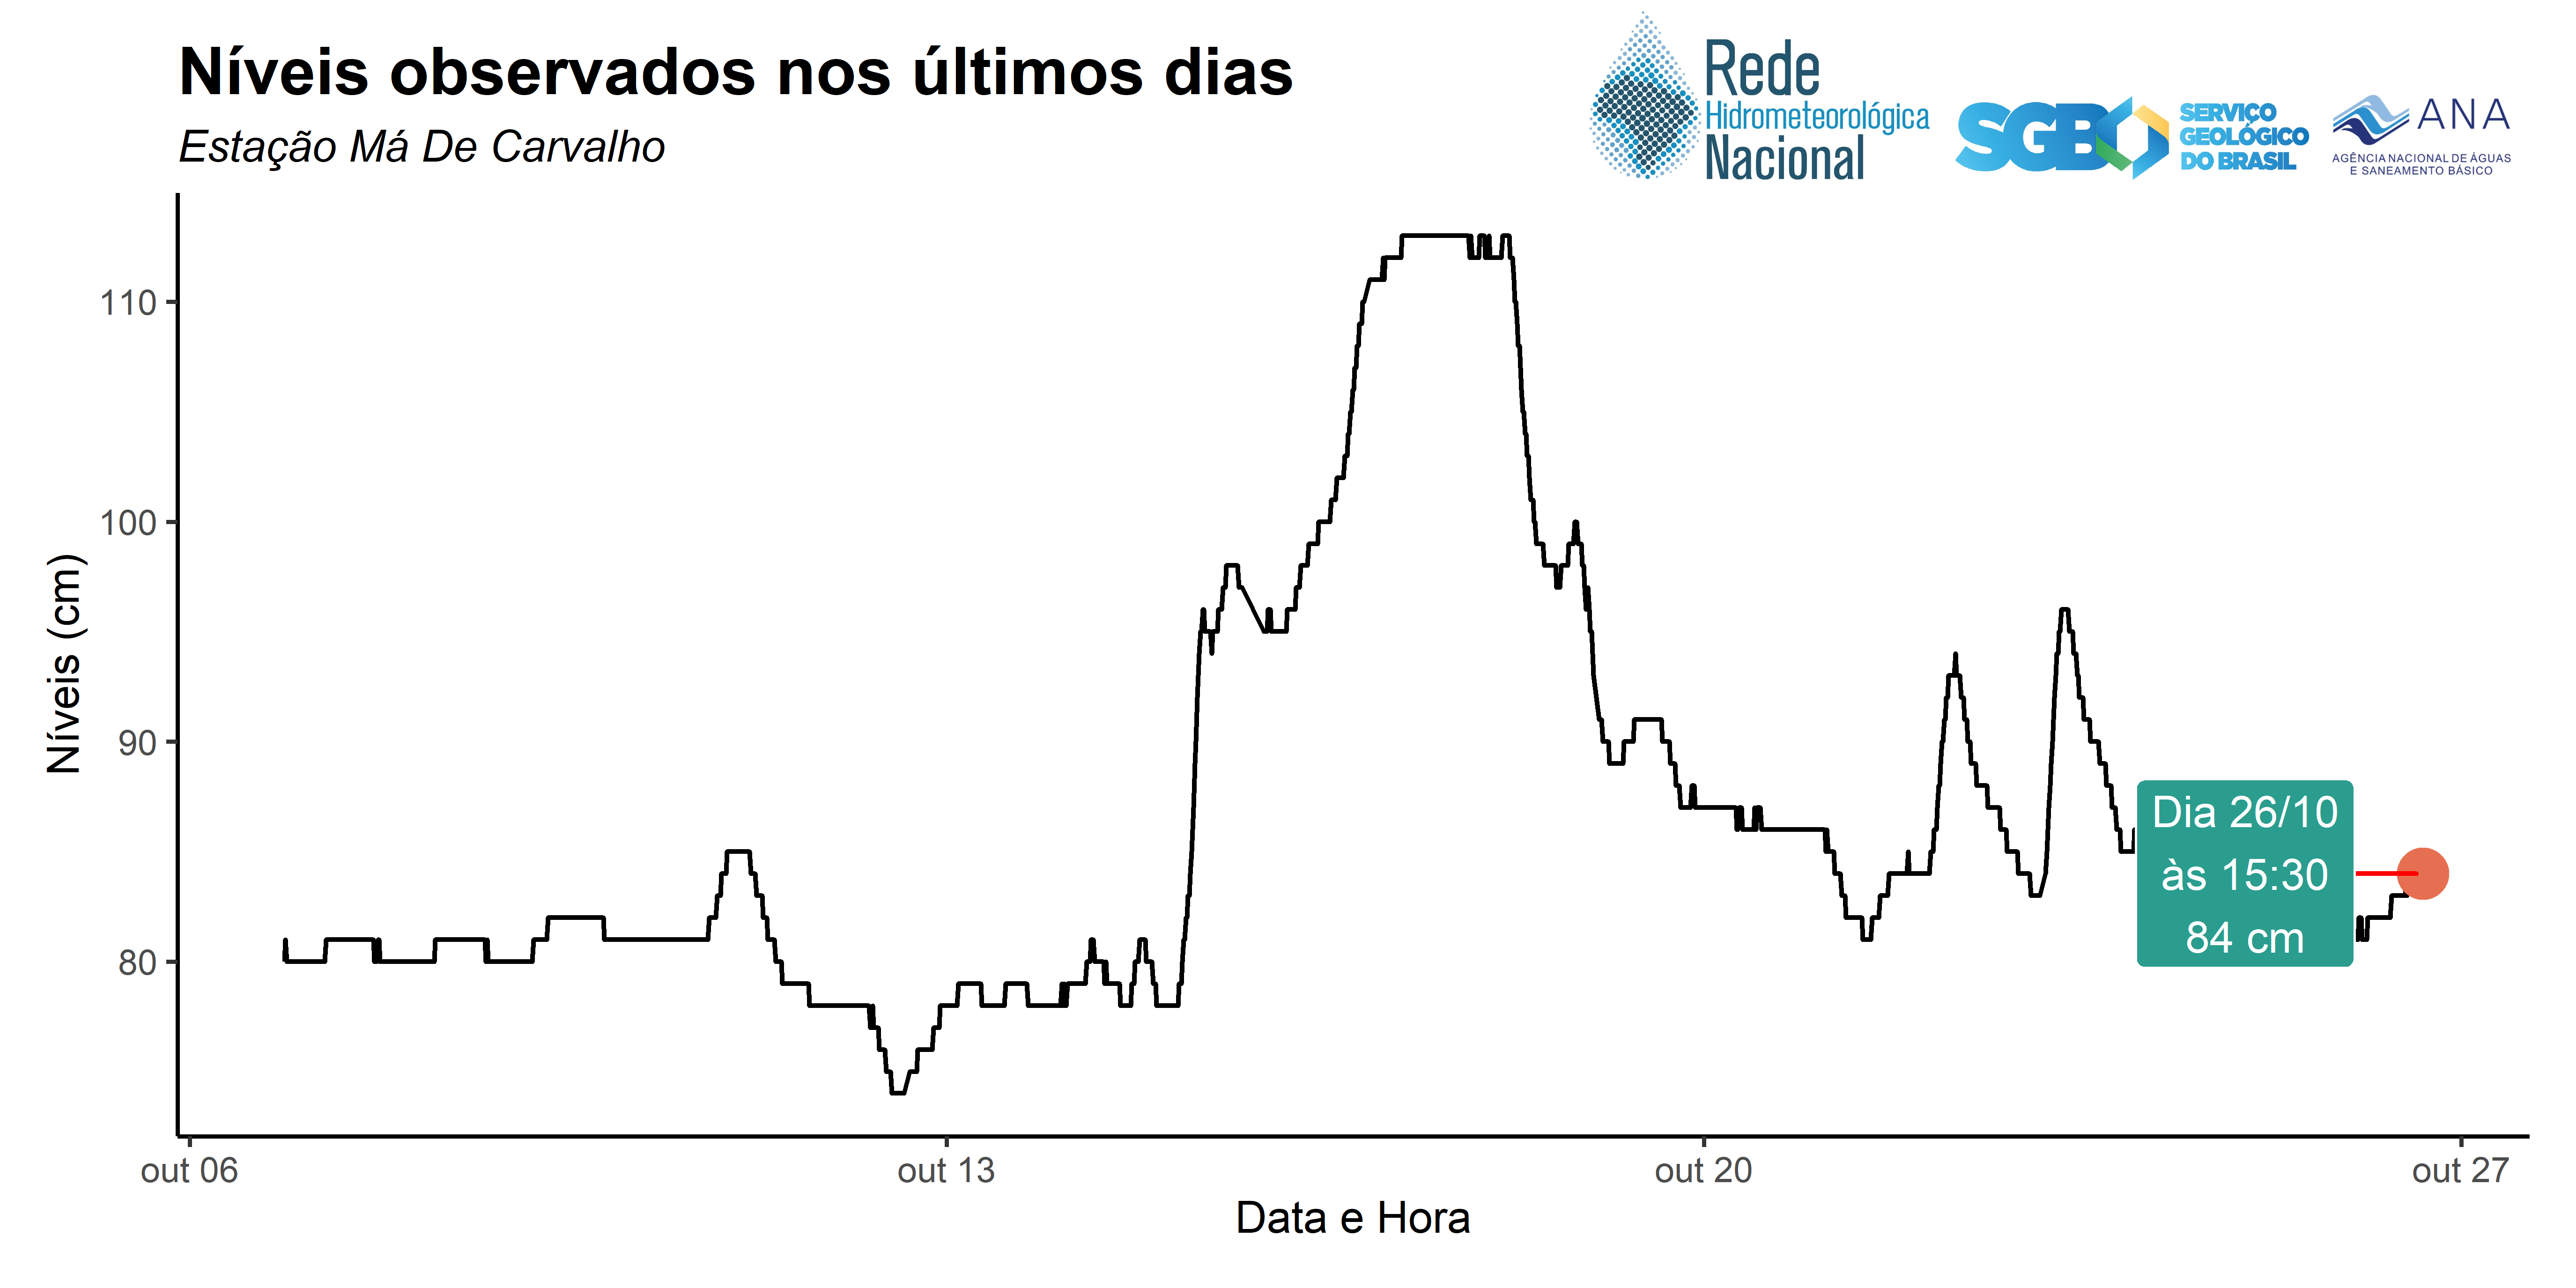 Níveis observados nos últimos dias
Estação Má De Carvalho
Rede
Hidrometeorológica
Nacional
SGB
SERVIÇO
GEOLÓGICO
DO BRASIL
ANA
AGÊNCIA NACIONAL DE ÁGUAS
E SANEAMENTO BÁSICO
Níveis (cm)
110
100
90
80
Dia 26/10
às 15:30
84 cm
out 06
out 13
out 20
out 27
Data e Hora